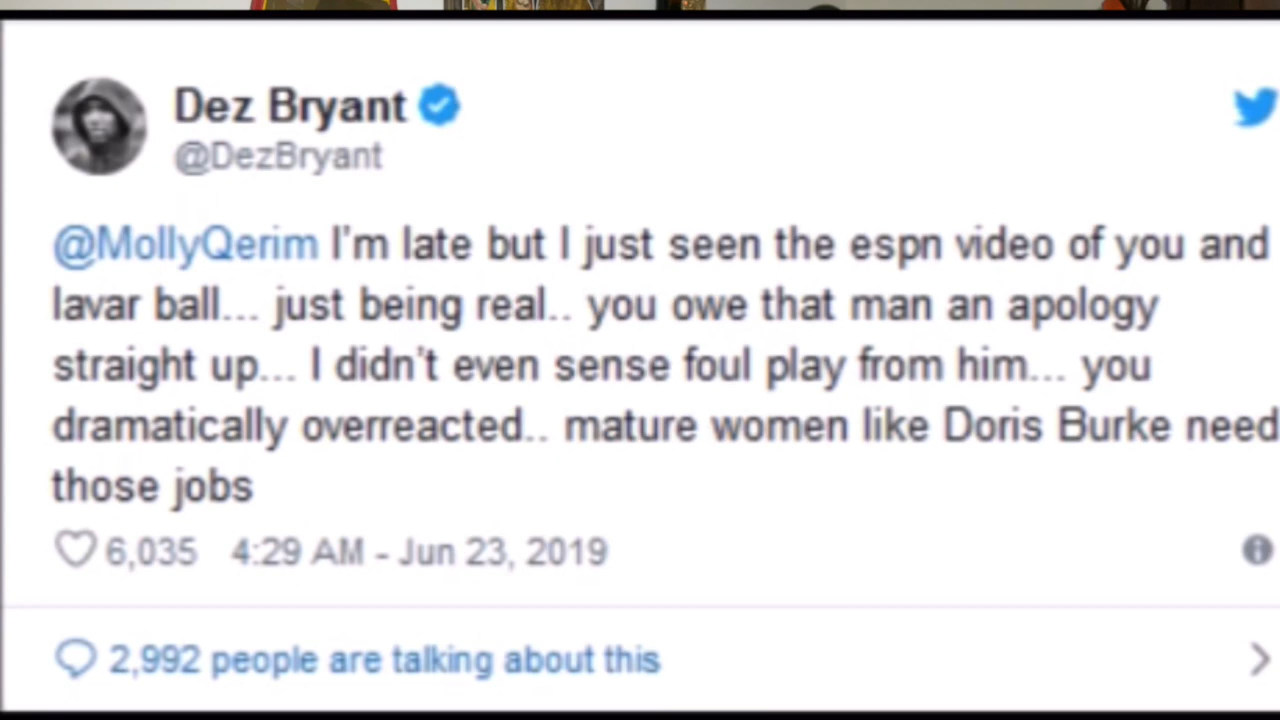 Dez Bryant
@DezBryant
@MollyQerim I'm late but I just seen the espn video of you and
lavar ball... just being real.. you owe that man an apology
straight up... I didn't even sense foul play from him... you
dramatically overreacted.. mature women like Doris Burke need
those jobs
6,035 4:29 AM - Jun 23, 2019
2,992 people are talking about this